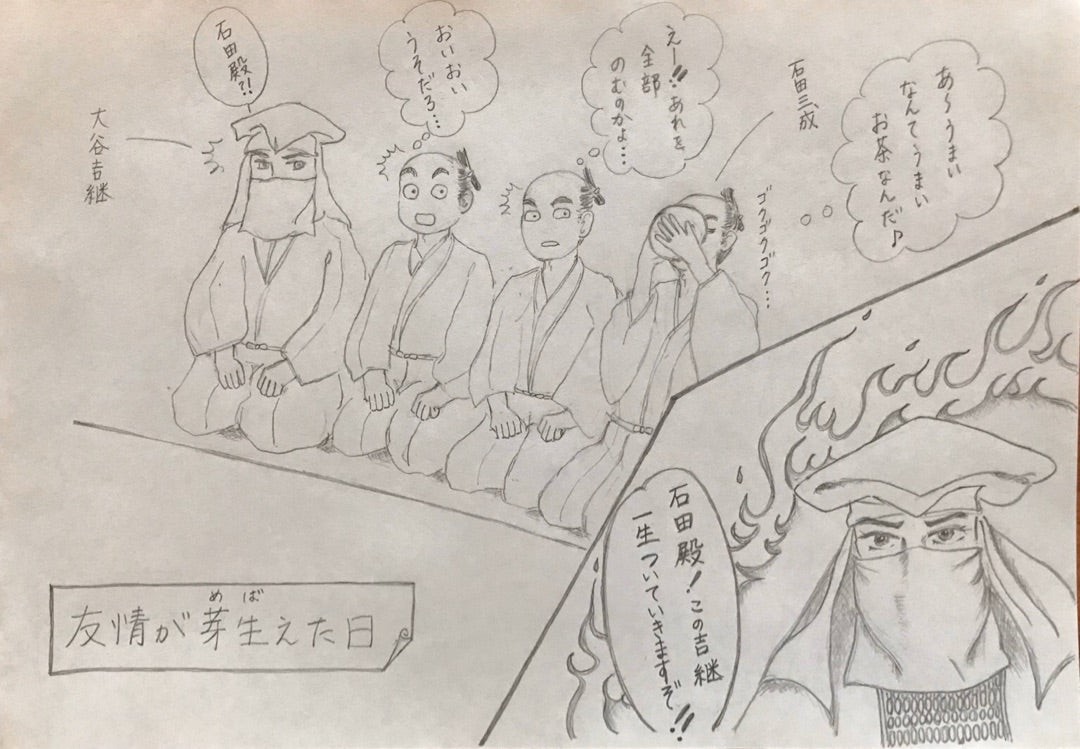 あ〜うまい
なんてうまい
お茶なんだ♪
石田三成
ゴクゴクゴク…
えー!!あれを
全部
のむのかよ…
おいおい
うそだろ…
石田殿?!
大谷吉継
石田殿!この吉継
一生ついていきますぞ!!
友情が芽生えた日
めば